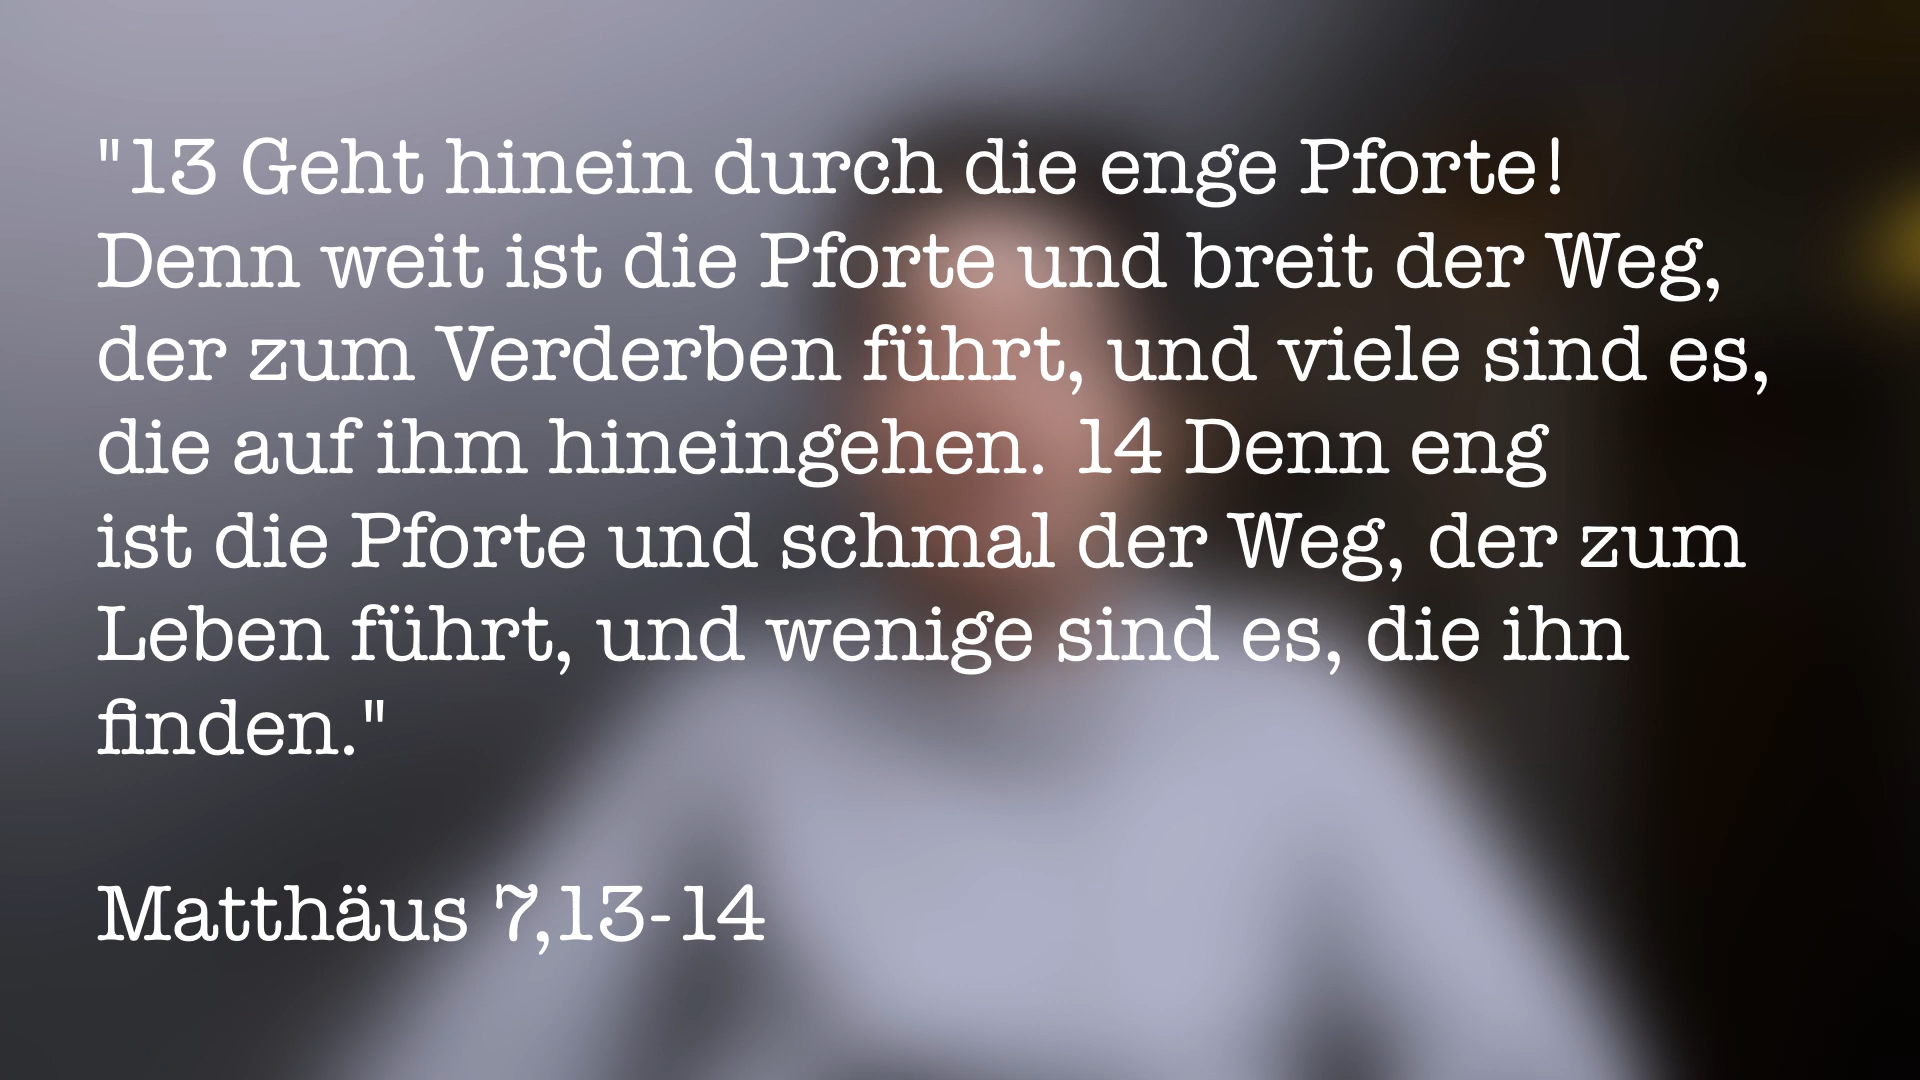 "13 Geht hinein durch die enge Pforte!
Denn weit ist die Pforte und breit der Weg,
der zum Verderben führt, und viele sind es,
die auf ihm hineingehen. 14 Denn eng
ist die Pforte und schmal der Weg, der zum
Leben führt, und wenige sind es, die ihn
finden."
Matthäus 7,13-14